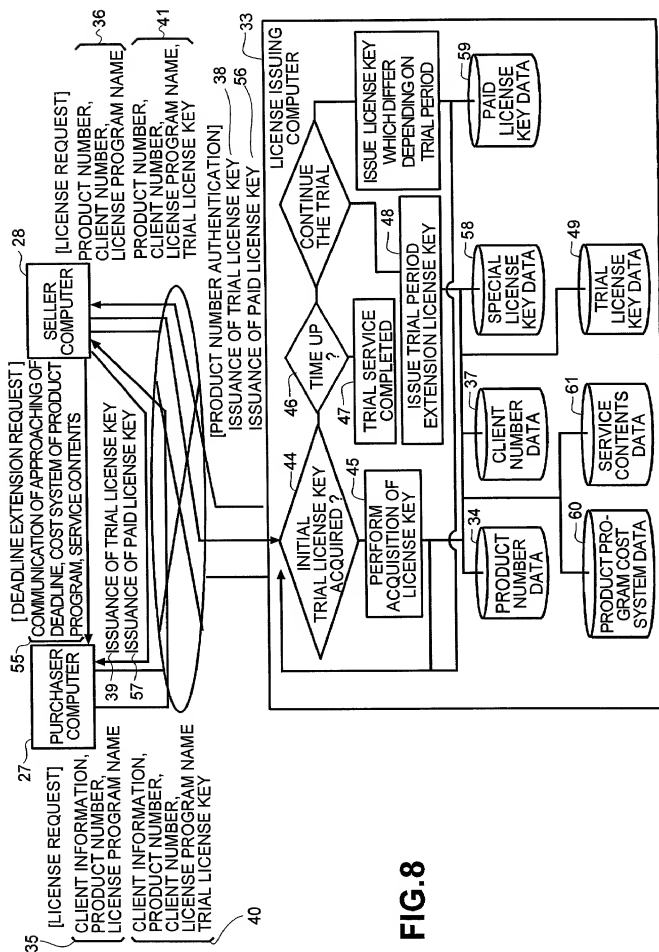 [LICENSE REQUEST]
35
CLIENT INFORMATION,
PRODUCT NUMBER,
LICENSE PROGRAM NAME
40
CLIENT INFORMATION,
PRODUCT NUMBER,
CLIENT NUMBER,
LICENSE PROGRAM NAME
TRIAL LICENSE KEY
27
PURCHASER
COMPUTER
[DEADLINE EXTENSION REQUEST]
55
COMMUNICATION OF APPROACHING OF
DEADLINE, COST SYSTEM OF PRODUCT
PROGRAM, SERVICE CONTENTS
39
ISSUANCE OF TRIAL LICENSE KEY
57
ISSUANCE OF PAID LICENSE KEY
28
SELLER
COMPUTER
[LICENSE REQUEST]
PRODUCT NUMBER,
CLIENT NUMBER,
LICENSE PROGRAM NAME
36
PRODUCT NUMBER,
CLIENT NUMBER,
LICENSE PROGRAM NAME,
TRIAL LICENSE KEY
41
[PRODUCT NUMBER AUTHENTICATION]
ISSUANCE OF TRIAL LICENSE KEY
38
ISSUANCE OF PAID LICENSE KEY
56
33
LICENSE ISSUING
COMPUTER
44
INITIAL
TRIAL LICENSE KEY
ACQUIRED ?
45
PERFORM
ACQUISITION OF
LICENSE KEY
46
TIME UP
?
47
TRIAL SERVICE
COMPLETED
CONTINUE
THE TRIAL
48
ISSUE TRIAL PERIOD
EXTENSION LICENSE KEY
ISSUE LICENSE KEY
WHICH DIFFER
DEPENDING ON
TRIAL PERIOD
34
PRODUCT NUMBER
DATA
37
CLIENT
NUMBER
DATA
58
SPECIAL
LICENSE
KEY DATA
59
PAID
LICENSE
KEY DATA
60
PRODUCT PRO-
GRAM COST
SYSTEM DATA
61
SERVICE
CONTENTS
DATA
49
TRIAL
LICENSE
KEY DATA
FIG.8